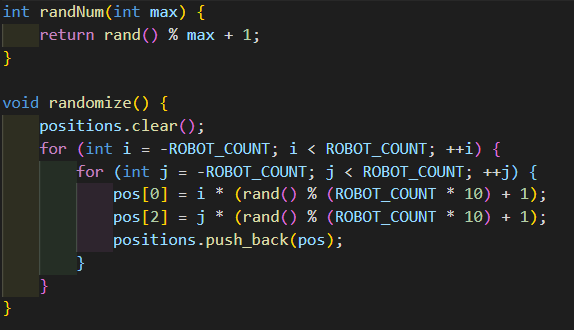 int randNum(int max) {
    return rand() % max + 1;
}

void randomize() {
    positions.clear();
    for (int i = -ROBOT_COUNT; i < ROBOT_COUNT; ++i) {
        for (int j = -ROBOT_COUNT; j < ROBOT_COUNT; ++j) {
            pos[0] = i * (rand() % (ROBOT_COUNT * 10) + 1);
            pos[2] = j * (rand() % (ROBOT_COUNT * 10) + 1);
            positions.push_back(pos);
        }
    }
}